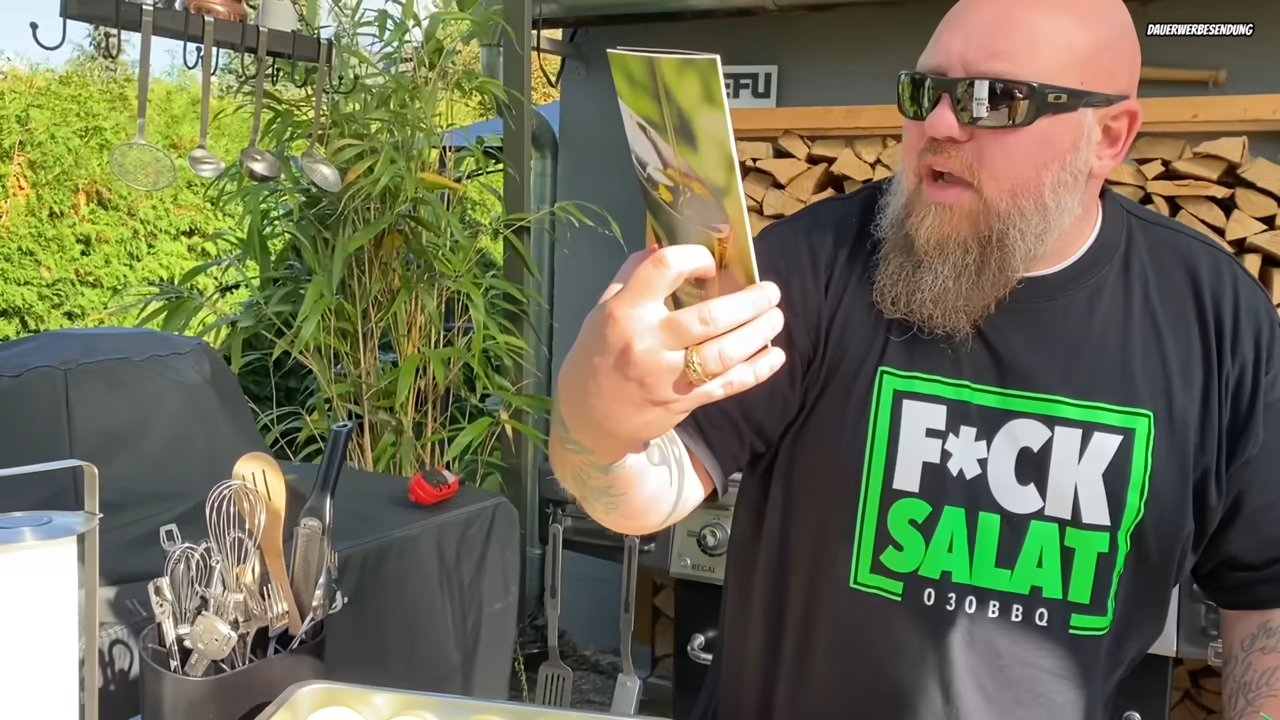 DAUERWERBESENDUNG
EFU
F*CK
SALAT
030BBQ
REGAL